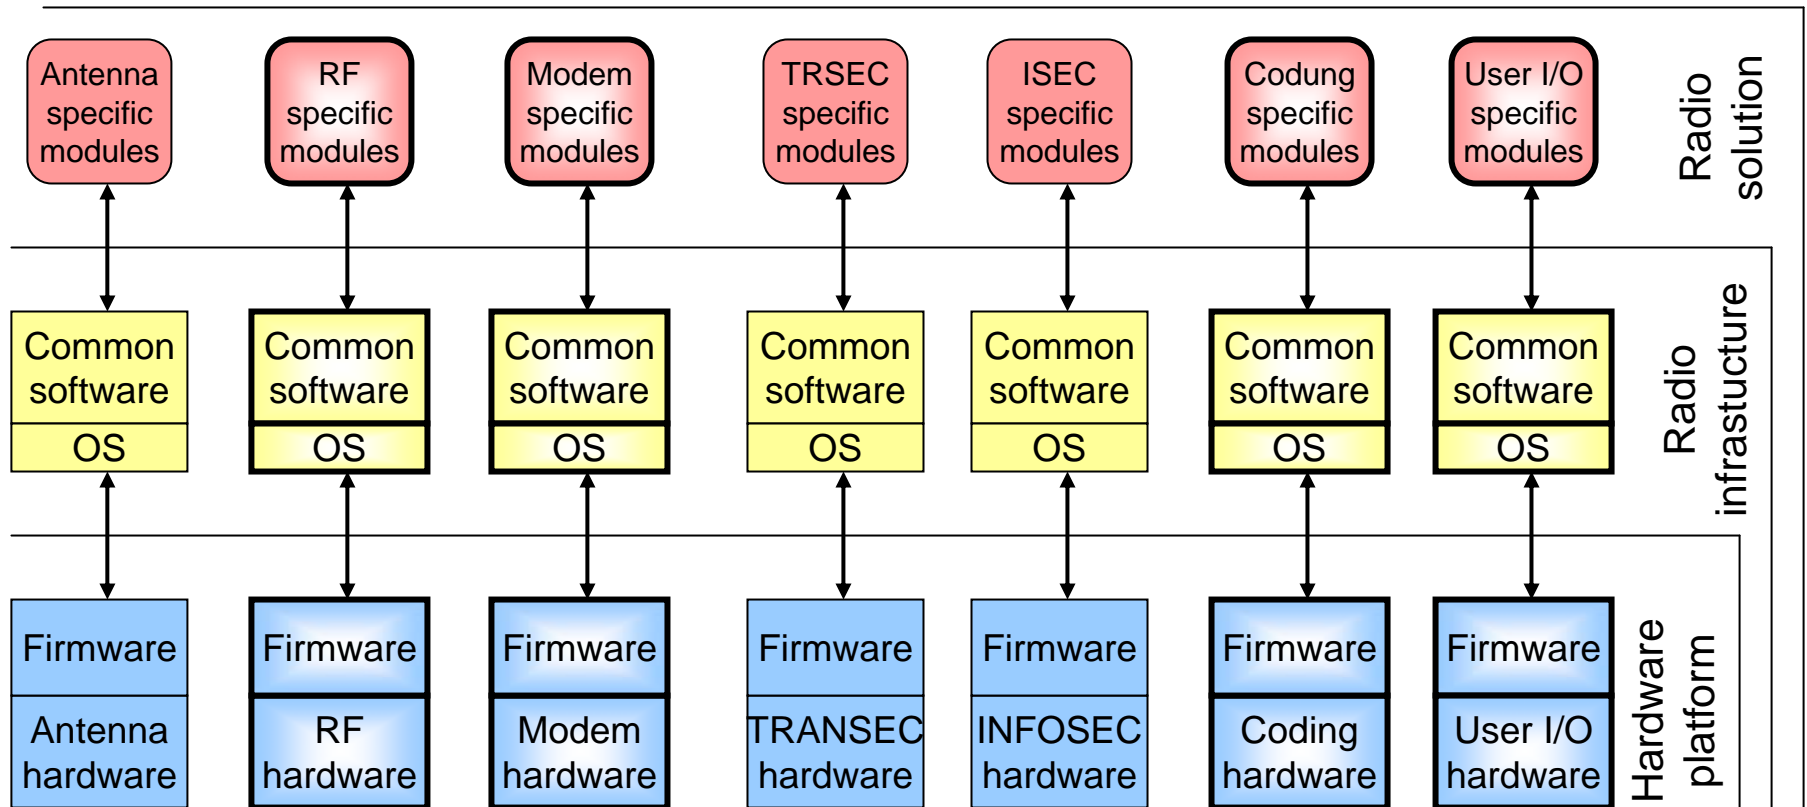 Antenna
specific
modules
RF
specific
modules
Modem
specific
modules
TRSEC
specific
modules
ISEC
specific
modules
Codung
specific
modules
User I/O
specific
modules
Radio
solution
Common
software
OS
Common
software
OS
Common
software
OS
Common
software
OS
Common
software
OS
Common
software
OS
Common
software
OS
Radio
infrastucture
Firmware
Antenna
hardware
Firmware
RF
hardware
Firmware
Modem
hardware
Firmware
TRANSEC
hardware
Firmware
INFOSEC
hardware
Firmware
Coding
hardware
Firmware
User I/O
hardware
Hardware
platform